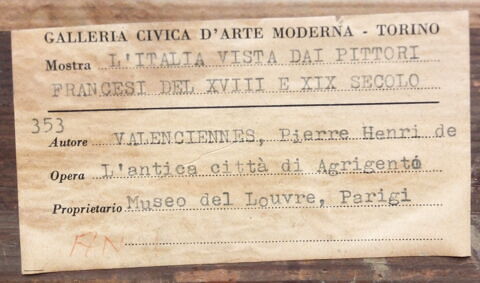 GALLERIA CIVICA D'ARTE MODERNA - TORINO
Mostra L'ITALIA VISTA DAI PITTORI
FRANCESI DEL XVIII E XIX SECOLO
353
Autore VALENCIENNES, Pierre Henri de
Opera L'antica città di Agrigento
Proprietario Museo del Louvre, Parigi